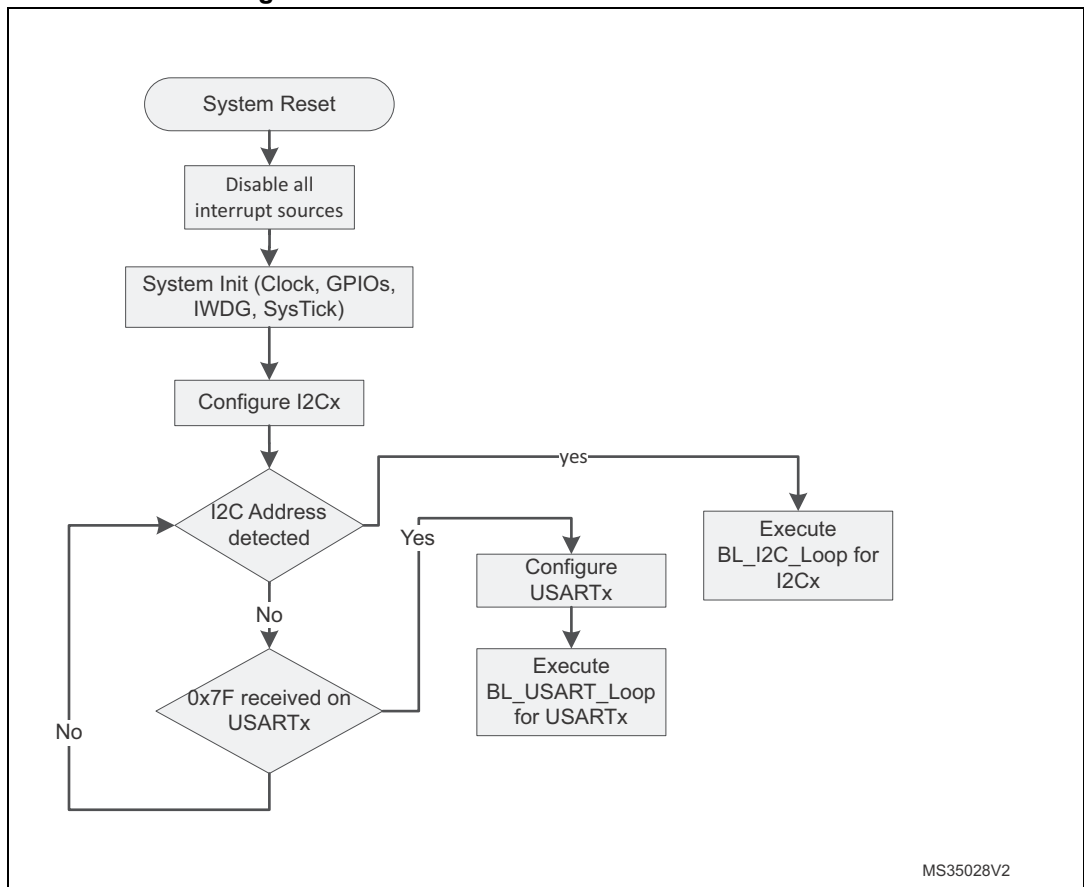 System Reset
Disable all
interrupt sources
System Init (Clock, GPIOs,
IWDG, SysTick)
Configure I2Cx
I2C Address
detected
yes
Execute
BL_I2C_Loop for
I2Cx
Yes
Configure
USARTx
No
Execute
BL_USART_Loop
for USARTx
0x7F received on
USARTx
No
MS35028V2